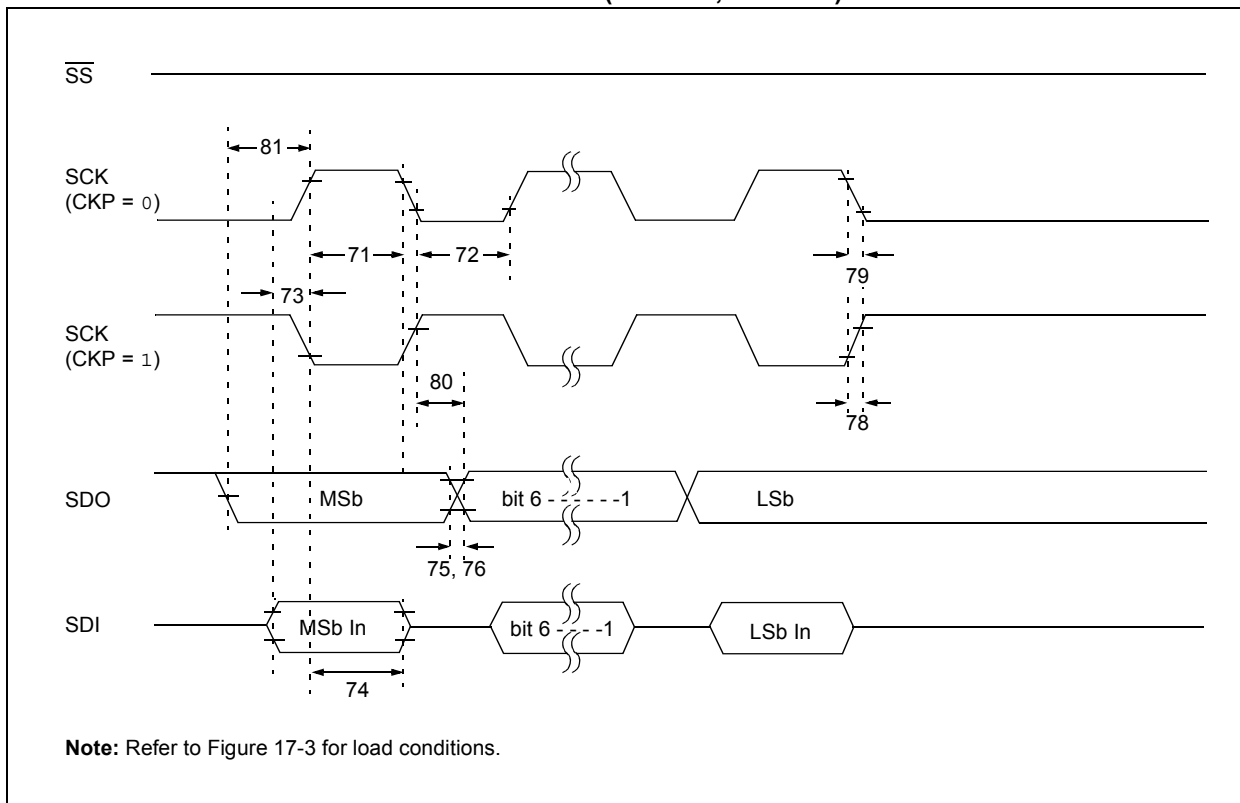 SS
81
SCK
(CKP = 0)
71
72
79
73
SCK
(CKP = 1)
80
78
SDO
MSb
bit 6 - - - - - -1
LSb
75, 76
SDI
MSb In
bit 6 - - - -1
LSb In
74
Note: Refer to Figure 17-3 for load conditions.